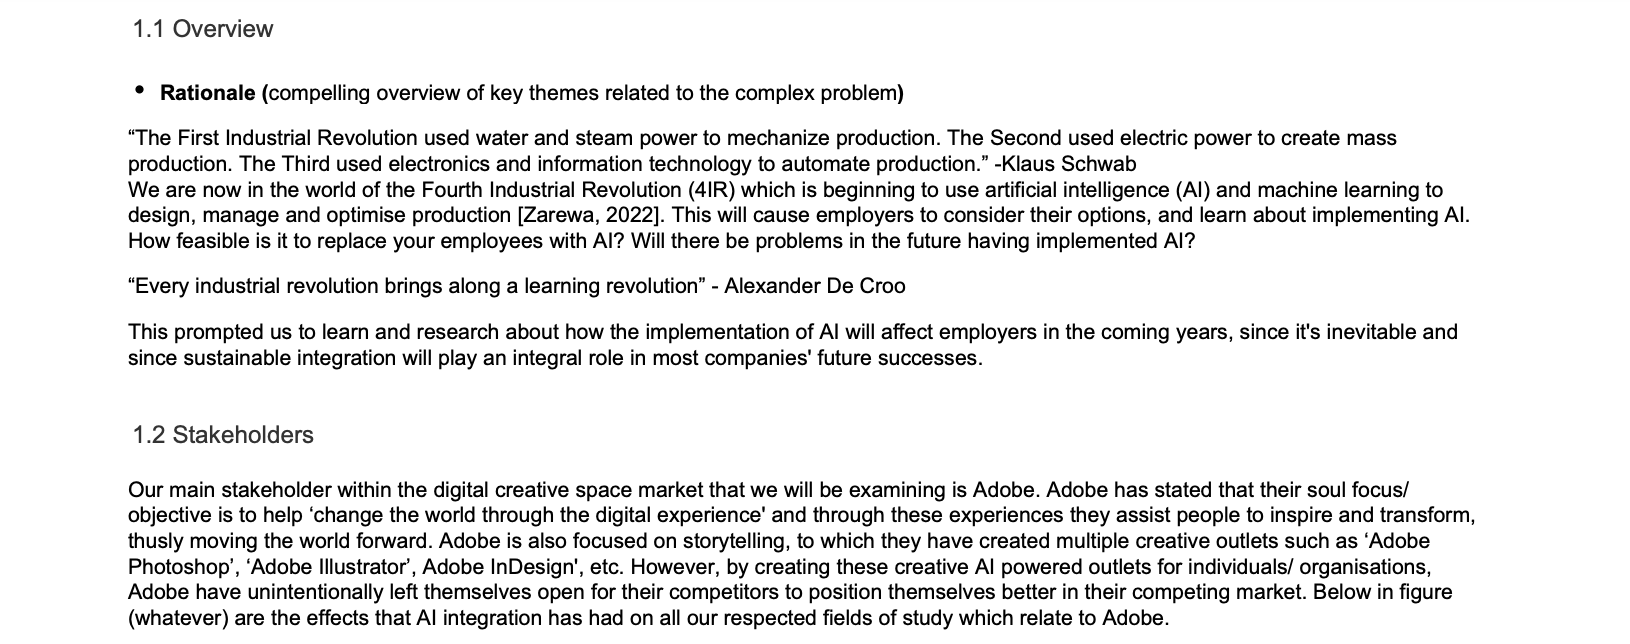 1.1 Overview
• Rationale (compelling overview of key themes related to the complex problem)
“The First Industrial Revolution used water and steam power to mechanize production. The Second used electric power to create mass
production. The Third used electronics and information technology to automate production.” -Klaus Schwab
We are now in the world of the Fourth Industrial Revolution (4IR) which is beginning to use artificial intelligence (AI) and machine learning to
design, manage and optimise production [Zarewa, 2022]. This will cause employers to consider their options, and learn about implementing AI.
How feasible is it to replace your employees with AI? Will there be problems in the future having implemented AI?
“Every industrial revolution brings along a learning revolution” - Alexander De Croo
This prompted us to learn and research about how the implementation of AI will affect employers in the coming years, since it's inevitable and
since sustainable integration will play an integral role in most companies' future successes.
1.2 Stakeholders
Our main stakeholder within the digital creative space market that we will be examining is Adobe. Adobe has stated that their soul focus/
objective is to help ‘change the world through the digital experience' and through these experiences they assist people to inspire and transform,
thusly moving the world forward. Adobe is also focused on storytelling, to which they have created multiple creative outlets such as ‘Adobe
Photoshop’, ‘Adobe Illustrator’, Adobe InDesign', etc. However, by creating these creative AI powered outlets for individuals/ organisations,
Adobe have unintentionally left themselves open for their competitors to position themselves better in their competing market. Below in figure
(whatever) are the effects that AI integration has had on all our respected fields of study which relate to Adobe.